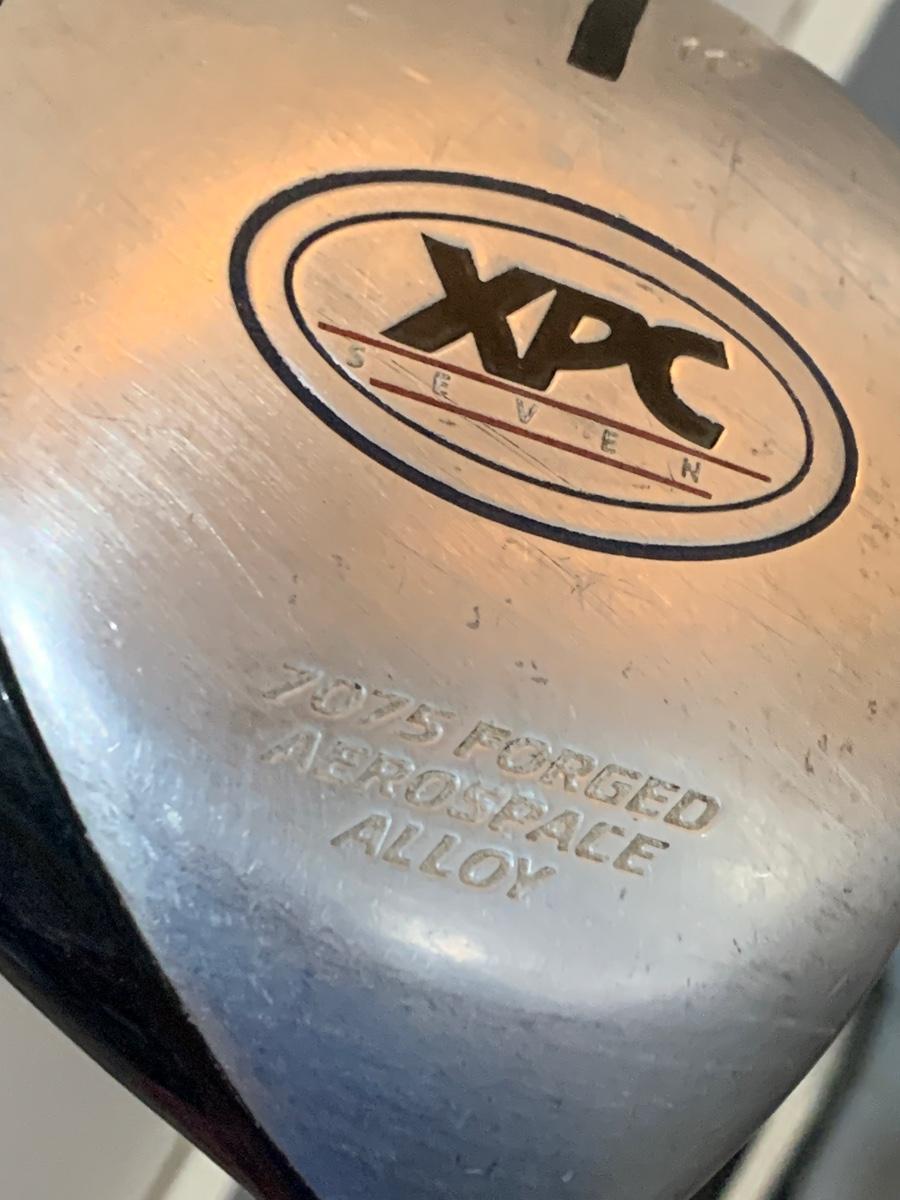 XPC
SEVEN
7075 FORGED
AEROSPACE
ALLOY